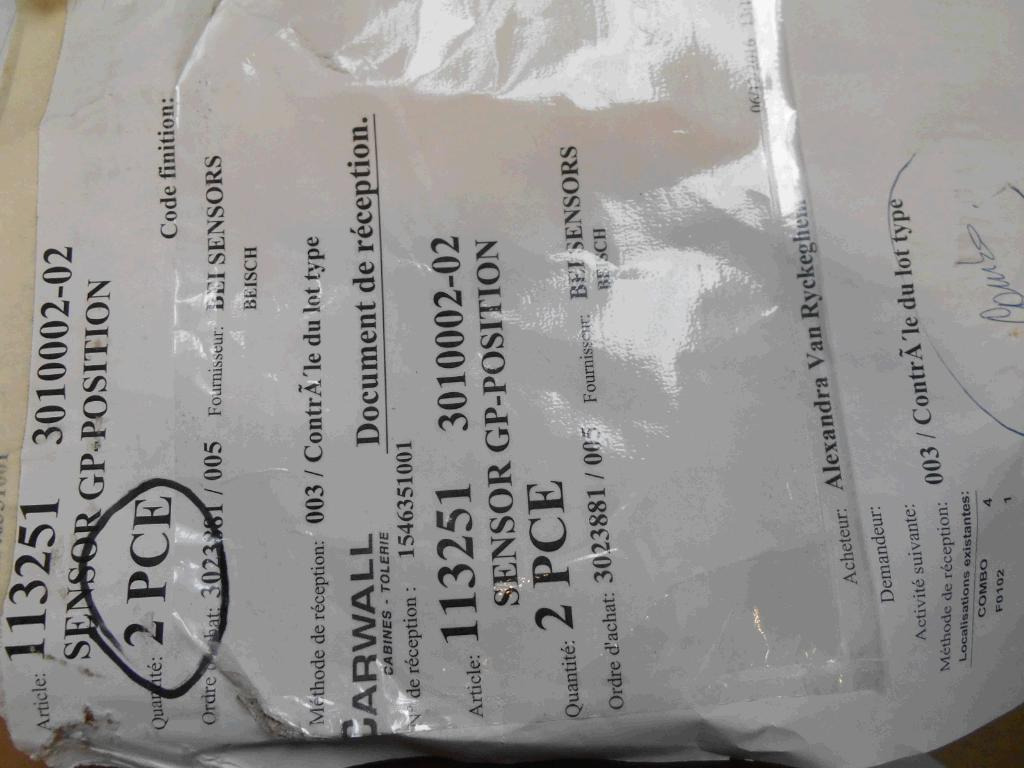 Article: 113251 3010002-02
SENSOR GP-POSITION
Code finition:
Quantité: 2 PCE
Ordre d'achat: 3023881 / 005 Fournisseur: BEI SENSORS
BEISCH
Méthode de réception: 003 / ContrÃ´le du lot type
CARWALL
CABINES - TOLERIE
Document de réception.
N° de réception : 1546351001
Article: 113251 3010002-02
SENSOR GP-POSITION
Quantité: 2 PCE
Ordre d'achat: 3023881 / 005 Fournisseur: BEI SENSORS
BEISCH
Acheteur: Alexandra Van Ryckeghem
Demandeur:
Activité suivante:
Méthode de réception: 003 / ContrÃ´le du lot type
Localisations existantes:
COMBO 4
F0102 1